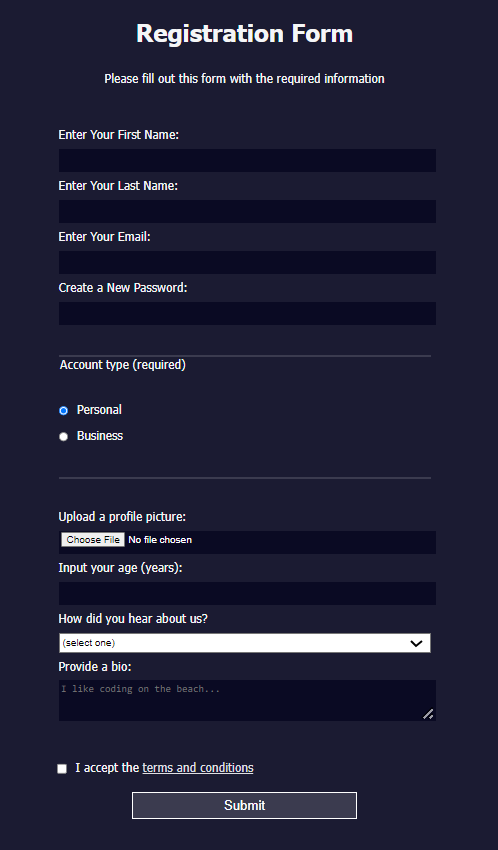 Registration Form
Please fill out this form with the required information
Enter Your First Name:
Enter Your Last Name:
Enter Your Email:
Create a New Password:
Account type (required)
Personal
Business
Upload a profile picture:
Choose File No file chosen
Input your age (years):
How did you hear about us?
(select one)
Provide a bio:
I like coding on the beach...
I accept the terms and conditions
Submit